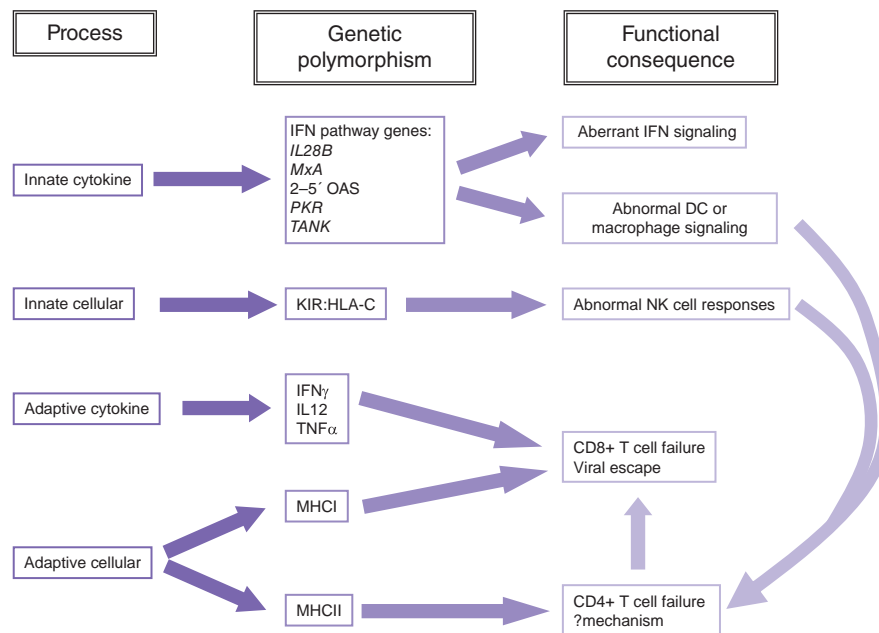 Process
Genetic
polymorphism
Functional
consequence
Innate cytokine
IFN pathway genes:
IL28B
MxA
2–5´ OAS
PKR
TANK
Aberrant IFN signaling
Abnormal DC or
macrophage signaling
Innate cellular
KIR:HLA-C
Abnormal NK cell responses
Adaptive cytokine
IFNγ
IL12
TNFα
CD8+ T cell failure
Viral escape
Adaptive cellular
MHCI
MHCII
CD4+ T cell failure
?mechanism